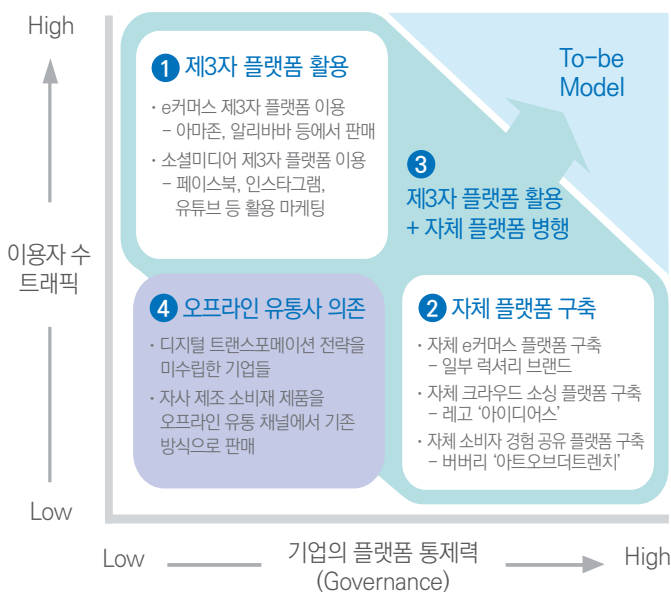 High
1 제3자 플랫폼 활용
· e커머스 제3자 플랫폼 이용
– 아마존, 알리바바 등에서 판매
· 소셜미디어 제3자 플랫폼 이용
– 페이스북, 인스타그램,
유튜브 등 활용 마케팅
To-be
Model
3
제3자 플랫폼 활용
+ 자체 플랫폼 병행
이용자 수
트래픽
4 오프라인 유통사 의존
· 디지털 트랜스포메이션 전략을
미수립한 기업들
· 자사 제조 소비재 제품을
오프라인 유통 채널에서 기존
방식으로 판매
2 자체 플랫폼 구축
· 자체 e커머스 플랫폼 구축
– 일부 럭셔리 브랜드
· 자체 크라우드 소싱 플랫폼 구축
– 레고 ‘아이디어스’
· 자체 소비자 경험 공유 플랫폼 구축
– 버버리 ‘아트오브더트렌치’
Low
Low
기업의 플랫폼 통제력
(Governance)
High